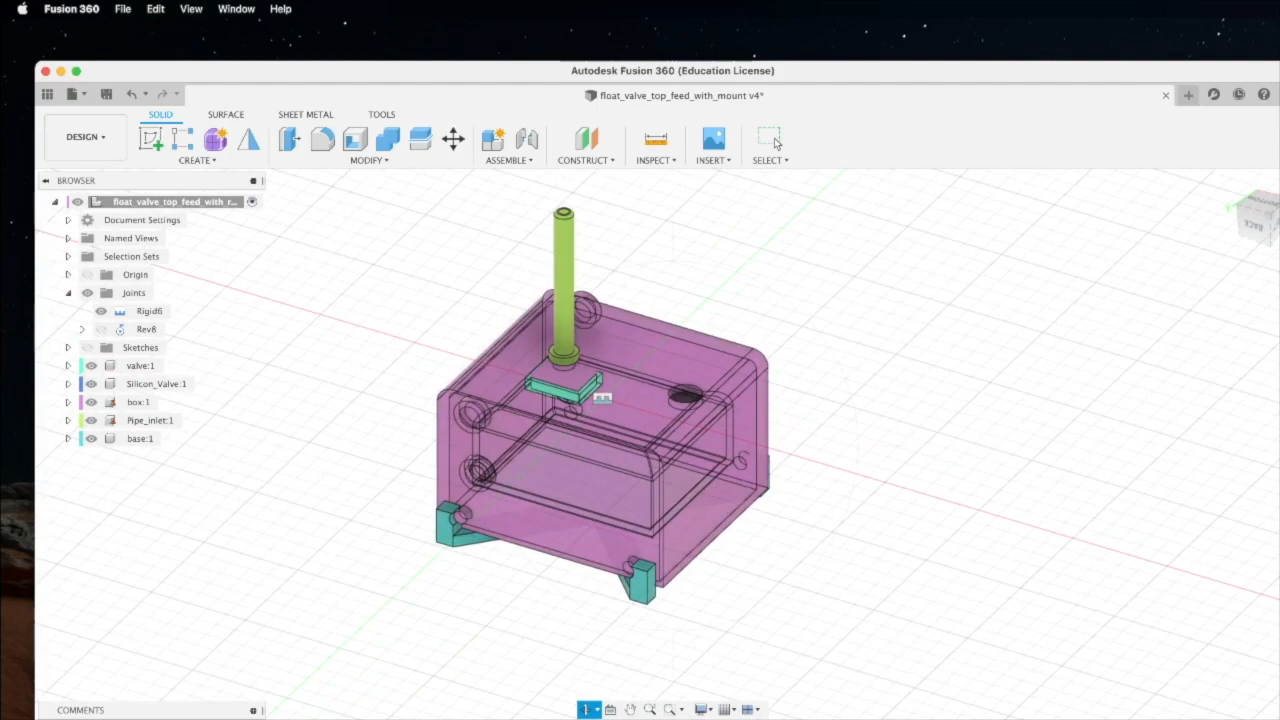 Fusion 360 File Edit View Window Help
Autodesk Fusion 360 (Education License)
float_valve_top_feed_with_mount v4*
SOLID SURFACE SHEET METAL TOOLS
DESIGN
CREATE MODIFY ASSEMBLE CONSTRUCT INSPECT INSERT SELECT
BROWSER
float_valve_top_feed_with_r...
Document Settings
Named Views
Selection Sets
Origin
Joints
Rigid6
Rev8
Sketches
valve:1
Silicon_Valve:1
box:1
Pipe_inlet:1
base:1
BACK
COMMENTS